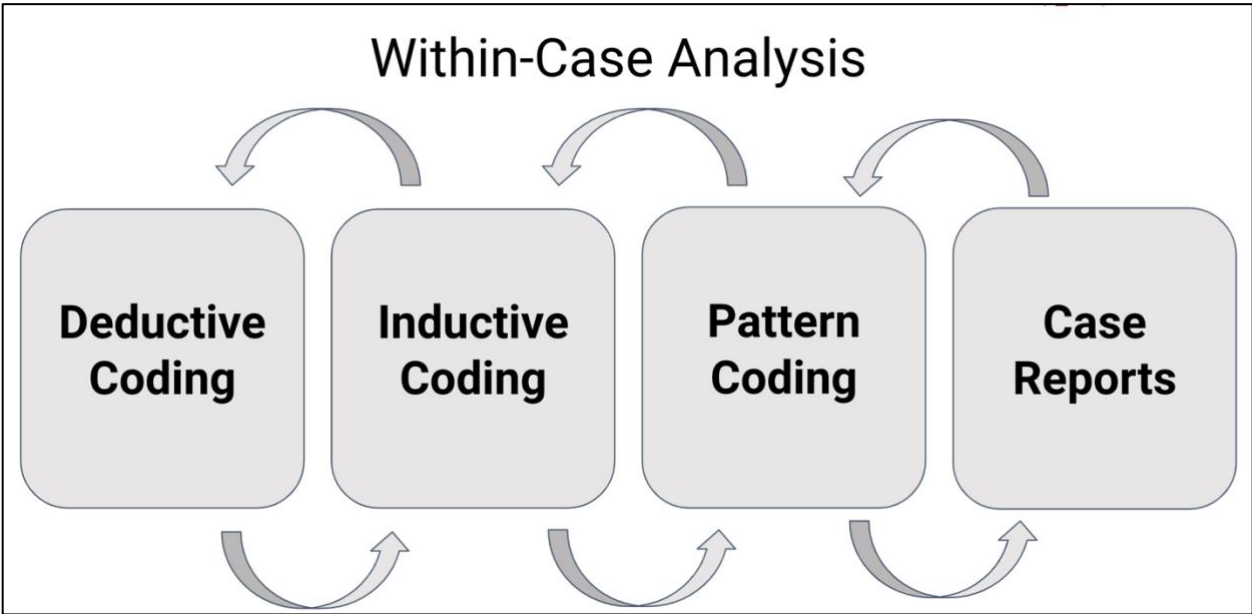 Within-Case Analysis
Deductive
Coding
Inductive
Coding
Pattern
Coding
Case
Reports